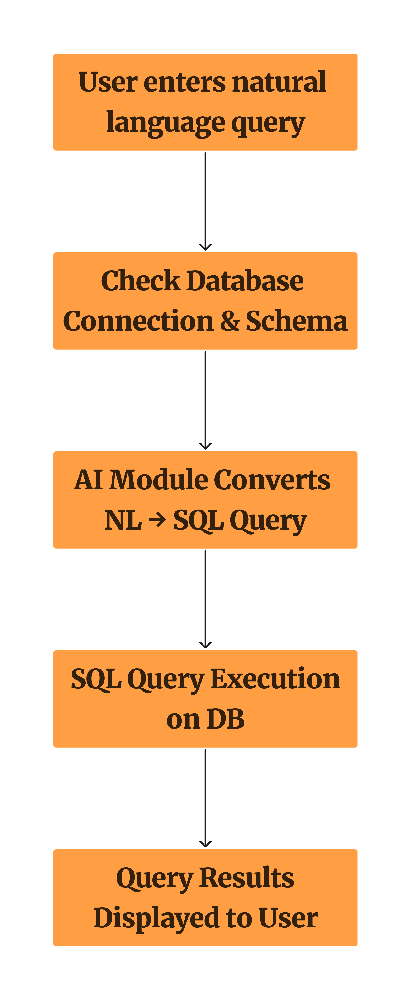 User enters natural
language query
Check Database
Connection & Schema
AI Module Converts
NL → SQL Query
SQL Query Execution
on DB
Query Results
Displayed to User